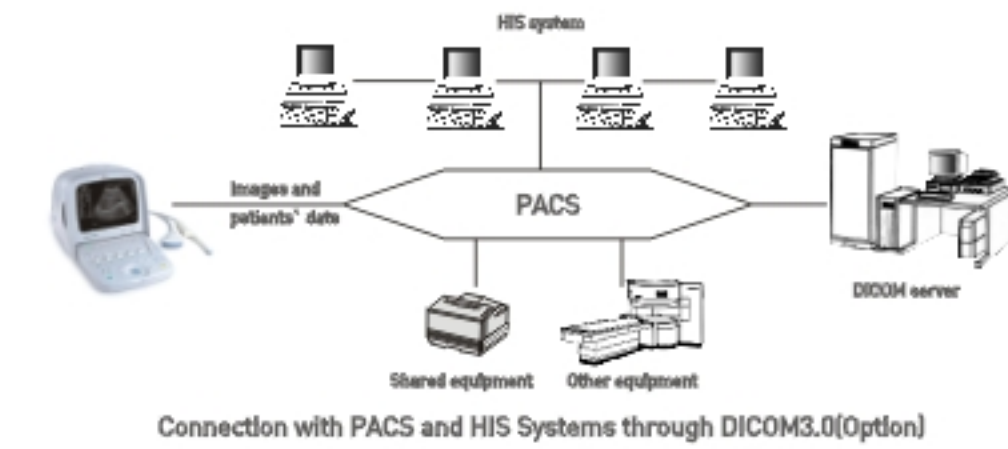 HIS system
Images and
patients` data
PACS
DICOM server
Shared equipment
Other equipment
Connection with PACS and HIS Systems through DICOM3.0(Option)